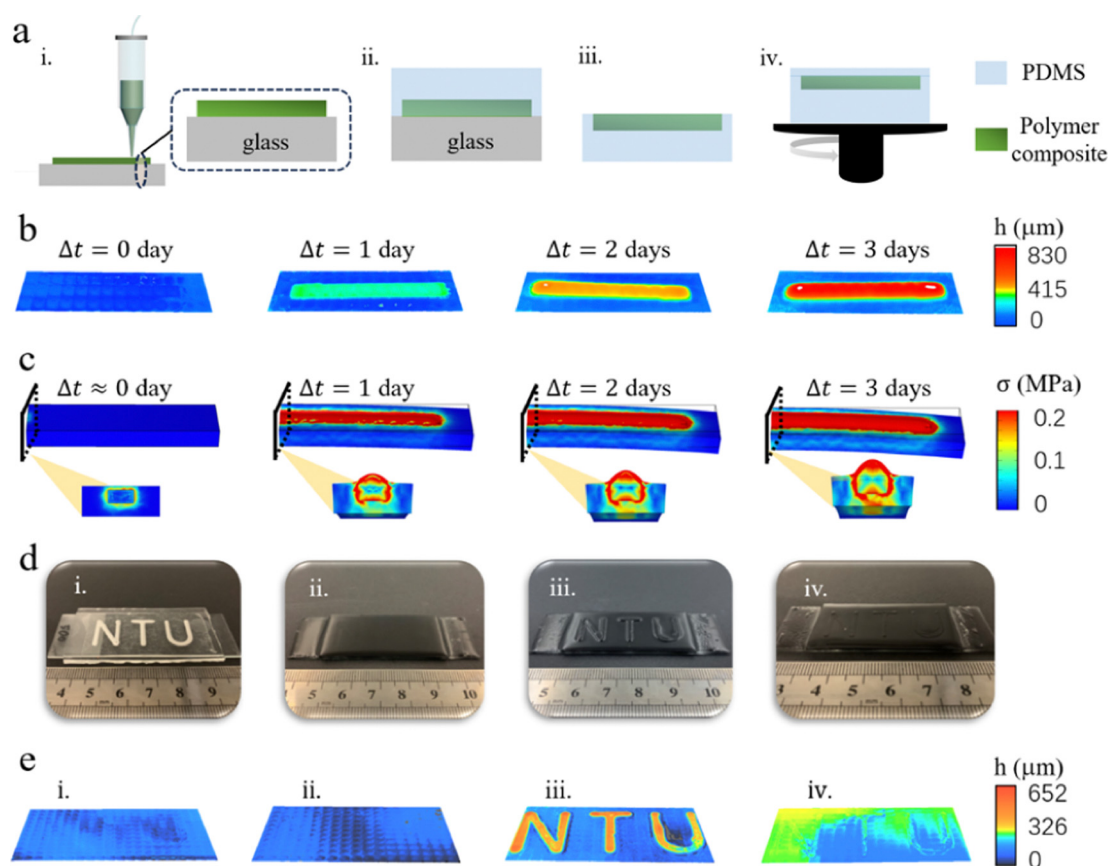 a
i.
ii.
iii.
iv.
glass
glass
PDMS
Polymer
composite
b
Δt = 0 day
Δt = 1 day
Δt = 2 days
Δt = 3 days
h (μm)
830
415
0
c
Δt ≈ 0 day
Δt = 1 day
Δt = 2 days
Δt = 3 days
σ (MPa)
0.2
0.1
0
d
i.
ii.
iii.
iv.
NTU
NTU
NTU
4 5 6 7 8 9
5 6 7 8 9 10
5 6 7 8 9 10
3 4 5 6 7 8
e
i.
ii.
iii.
iv.
NTU
h (μm)
652
326
0